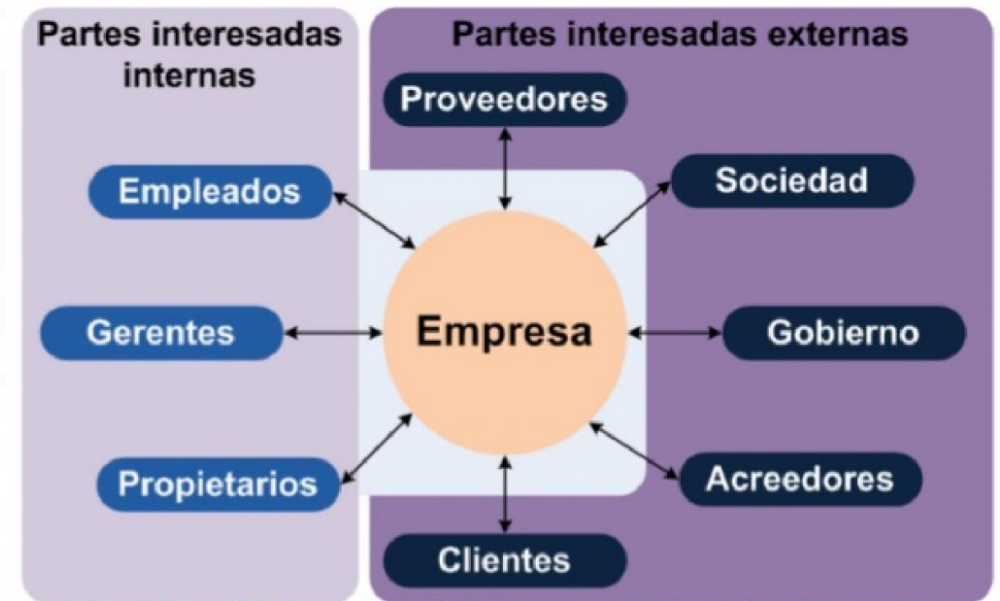 Partes interesadas
internas
Partes interesadas externas
Proveedores
Empleados
Sociedad
Gerentes
Empresa
Gobierno
Propietarios
Acreedores
Clientes